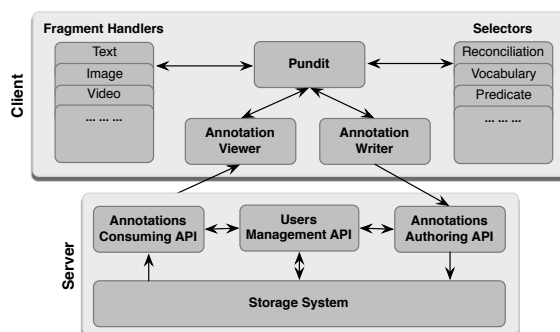 Fragment Handlers
Selectors
Client
Text
Image
Video
... ... ...
Pundit
Reconciliation
Vocabulary
Predicate
... ... ...
Annotation
Viewer
Annotation
Writer
Server
Annotations
Consuming API
Users
Management API
Annotations
Authoring API
Storage System